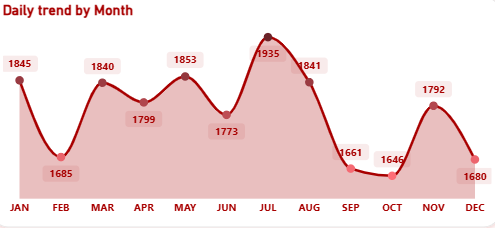 Daily trend by Month
1935
1845 1840 1853 1841
1799 1773 1792
1685 1661 1646 1680
JAN FEB MAR APR MAY JUN JUL AUG SEP OCT NOV DEC